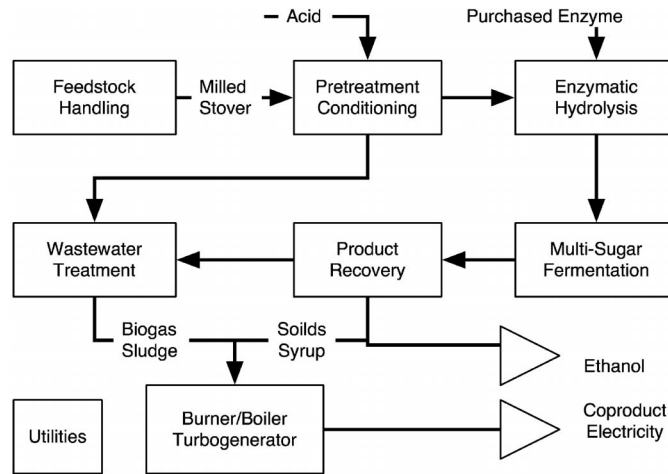 Acid
Purchased Enzyme
Feedstock
Handling
Milled
Stover
Pretreatment
Conditioning
Enzymatic
Hydrolysis
Wastewater
Treatment
Product
Recovery
Multi-Sugar
Fermentation
Biogas
Sludge
Soilds
Syrup
Ethanol
Utilities
Burner/Boiler
Turbogenerator
Coproduct
Electricity